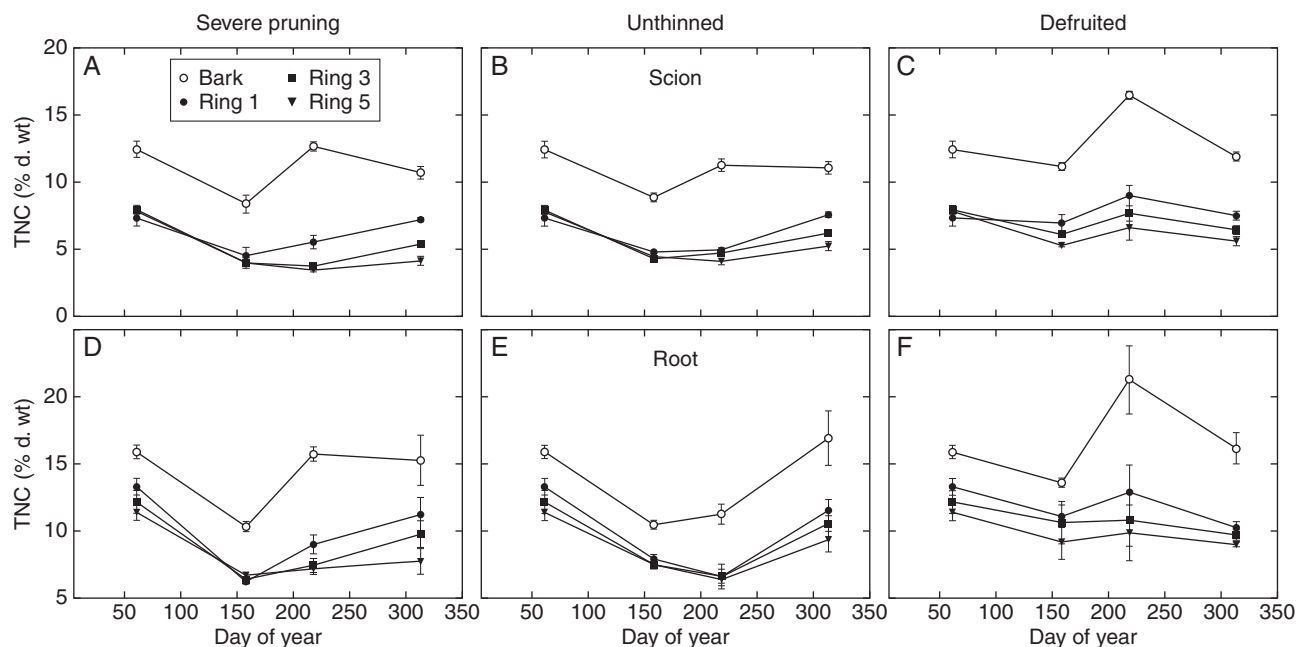 Severe pruning Unthinned Defruited
A B C
Bark Ring 3
Ring 1 Ring 5
Scion
TNC (% d. wt)
20
15
10
5
0
D E F
Root
TNC (% d. wt)
20
15
10
5
50 100 150 200 250 300 350 50 100 150 200 250 300 350 50 100 150 200 250 300 350
Day of year Day of year Day of year